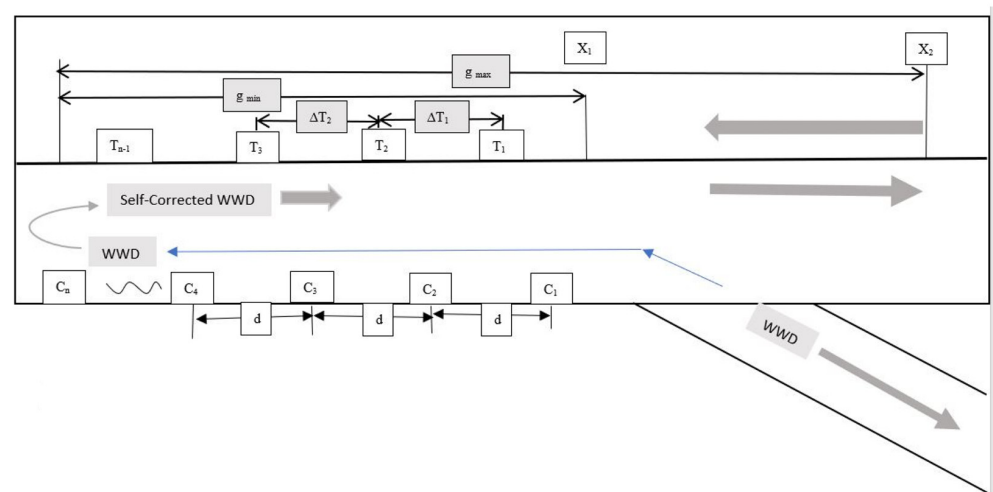 X₁
X₂
g max
g min
ΔT₂
ΔT₁
Tₙ₋₁
T₃
T₂
T₁
Self-Corrected WWD
WWD
Cₙ
C₄
C₃
C₂
C₁
d
d
d
WWD